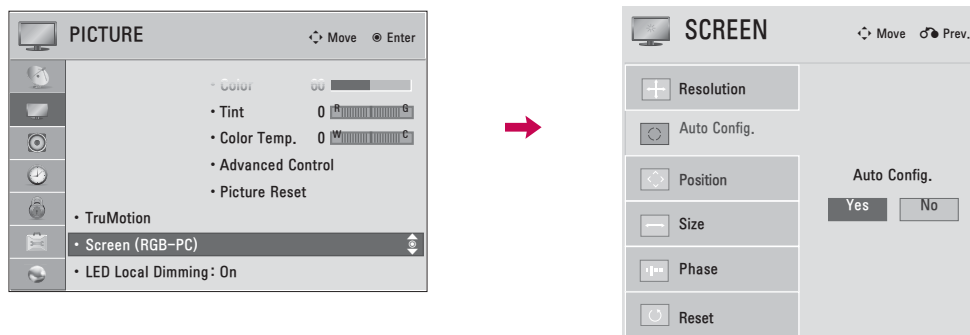 PICTURE
Move Enter
• Color 60
• Tint 0 R G
• Color Temp. 0 W C
• Advanced Control
• Picture Reset
• TruMotion
• Screen (RGB-PC)
• LED Local Dimming: On
SCREEN
Move Prev.
Resolution
Auto Config.
Position
Size
Phase
Reset
Auto Config.
Yes No